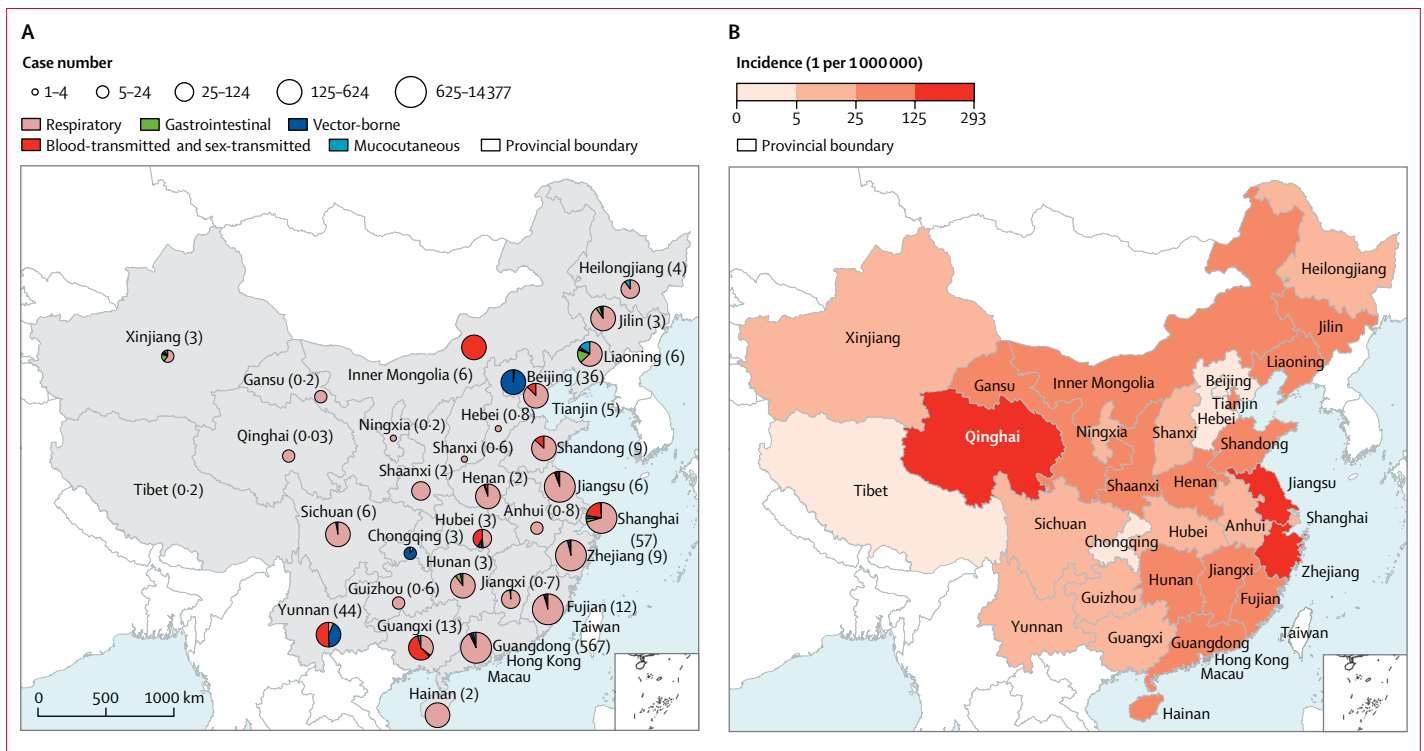 A
Case number
1–4
5–24
25–124
125–624
625–14377
Respiratory
Gastrointestinal
Vector-borne
Blood-transmitted and sex-transmitted
Mucocutaneous
Provincial boundary
Heilongjiang (4)
Jilin (3)
Xinjiang (3)
Liaoning (6)
Gansu (0·2)
Inner Mongolia (6)
Beijing (36)
Tianjin (5)
Hebei (0·8)
Ningxia (0·2)
Qinghai (0·03)
Shanxi (0·6)
Shandong (9)
Shaanxi (2)
Henan (2)
Tibet (0·2)
Jiangsu (6)
Sichuan (6)
Anhui (0·8)
Hubei (3)
Shanghai
(57)
Chongqing (3)
Zhejiang (9)
Hunan (3)
Jiangxi (0·7)
Guizhou (0·6)
Yunnan (44)
Fujian (12)
Guangxi (13)
Taiwan
Guangdong (567)
Hong Kong
Macau
Hainan (2)
0 500 1000 km
B
Incidence (1 per 1 000 000)
0 5 25 125 293
Provincial boundary
Heilongjiang
Jilin
Xinjiang
Liaoning
Beijing
Gansu
Inner Mongolia
Tianjin
Hebei
Qinghai
Ningxia
Shanxi
Shandong
Henan
Jiangsu
Shaanxi
Tibet
Shanghai
Sichuan
Anhui
Hubei
Chongqing
Jiangxi
Zhejiang
Hunan
Guizhou
Fujian
Yunnan
Guangxi
Taiwan
Guangdong
Hong Kong
Macau
Hainan